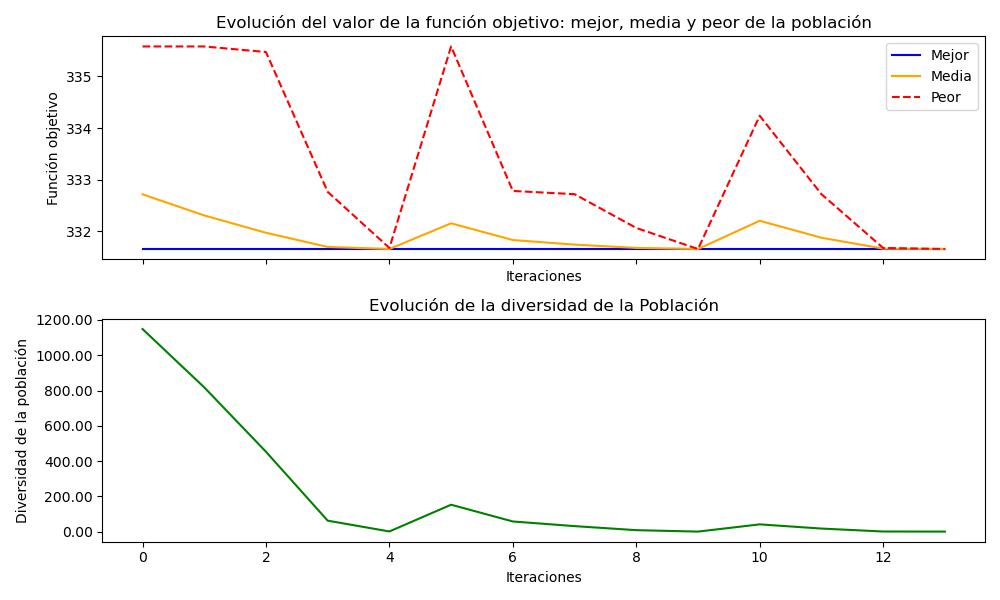 Evolución del valor de la función objetivo: mejor, media y peor de la población
Función objetivo
335
334
333
332
Mejor
Media
Peor
Iteraciones
Evolución de la diversidad de la Población
Diversidad de la población
1200.00
1000.00
800.00
600.00
400.00
200.00
0.00
0 2 4 6 8 10 12
Iteraciones